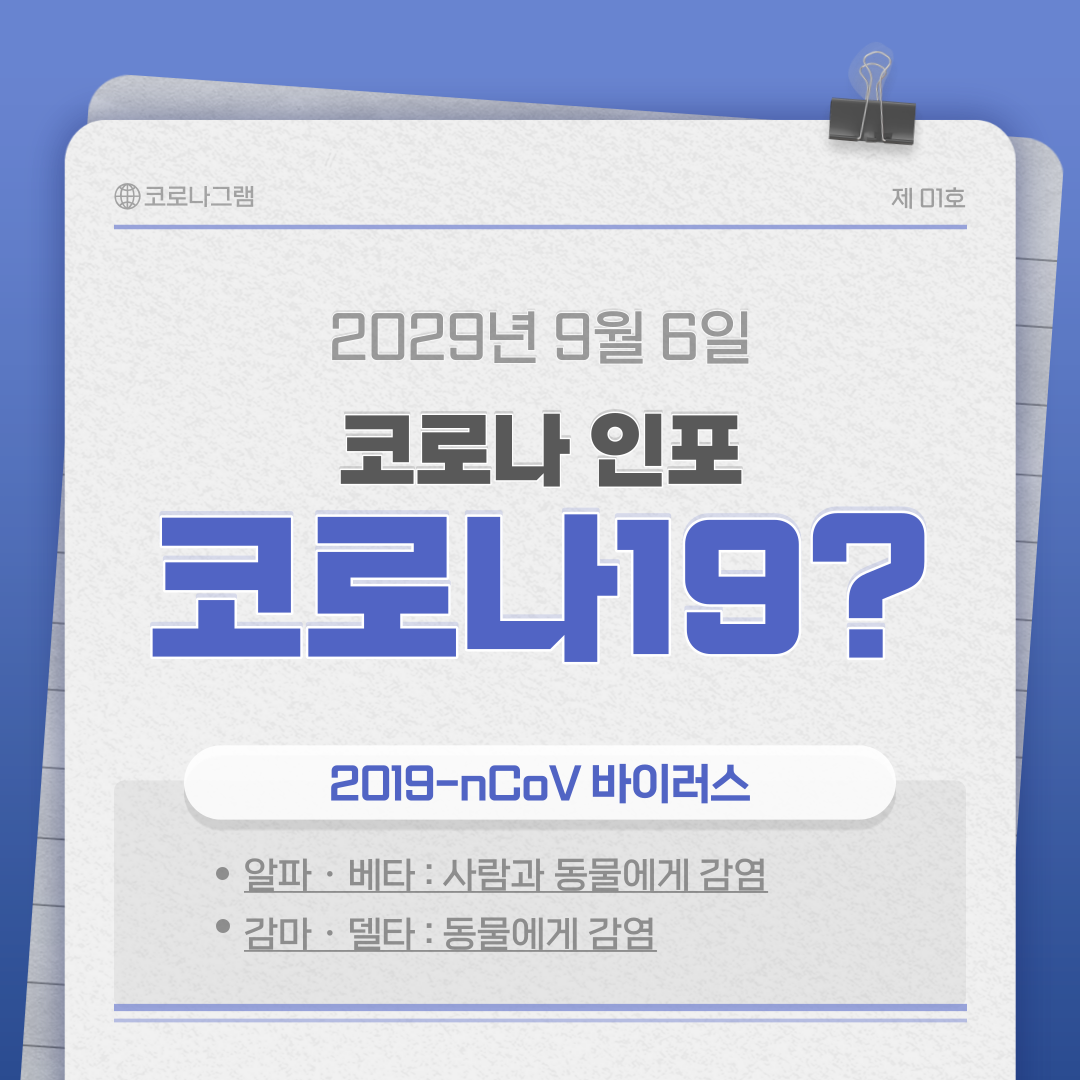 코로나그램
제 01호
2029년 9월 6일
코로나 인포
코로나19?
2019-nCoV 바이러스
• 알파 · 베타 : 사람과 동물에게 감염
• 감마 · 델타 : 동물에게 감염